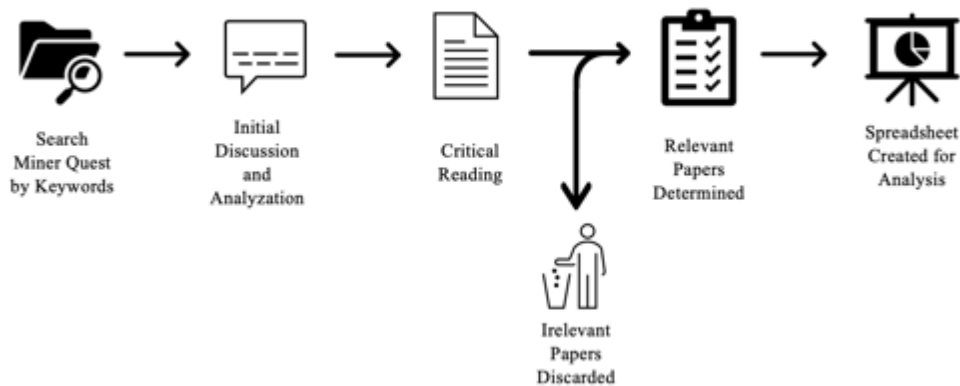 Search
Miner Quest
by Keywords
Initial
Discussion
and
Analyzation
Critical
Reading
Relevant
Papers
Determined
Spreadsheet
Created for
Analysis
Irelevant
Papers
Discarded